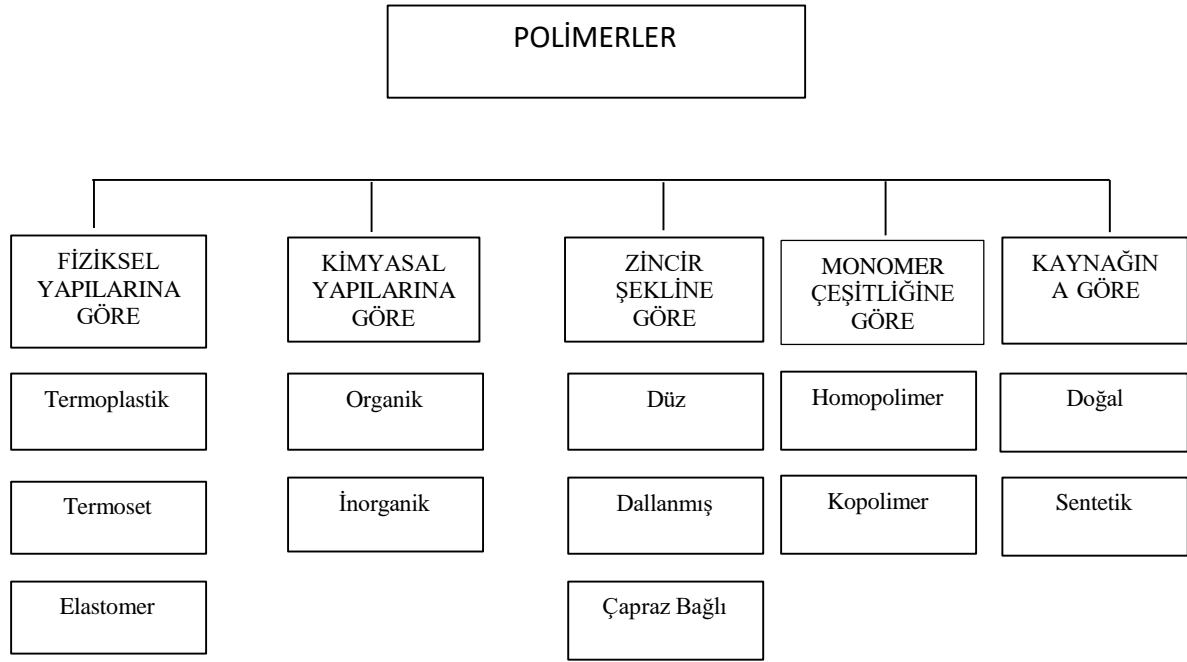 POLİMERLER
FİZİKSEL
YAPILARINA
GÖRE
Termoplastik
Termoset
Elastomer
KİMYASAL
YAPILARINA
GÖRE
Organik
İnorganik
ZİNCİR
ŞEKLİNE
GÖRE
Düz
Dallanmış
Çapraz Bağlı
MONOMER
ÇEŞİTLİĞİNE
GÖRE
Homopolimer
Kopolimer
KAYNAĞIN
A GÖRE
Doğal
Sentetik